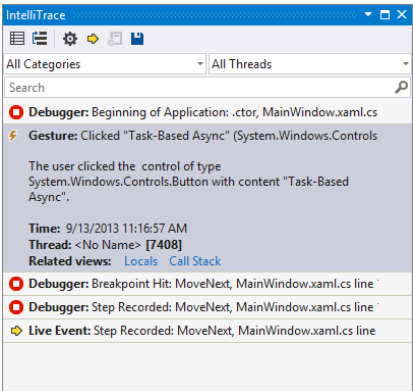 IntelliTrace
All Categories
All Threads
Search
Debugger: Beginning of Application: .ctor, MainWindow.xaml.cs
Gesture: Clicked "Task-Based Async" (System.Windows.Controls
The user clicked the  control of type
System.Windows.Controls.Button with content "Task-Based
Async".
Time: 9/13/2013 11:16:57 AM
Thread: <No Name> [7408]
Related views: Locals Call Stack
Debugger: Breakpoint Hit: MoveNext, MainWindow.xaml.cs line
Debugger: Step Recorded: MoveNext, MainWindow.xaml.cs line
Live Event: Step Recorded: MoveNext, MainWindow.xaml.cs line